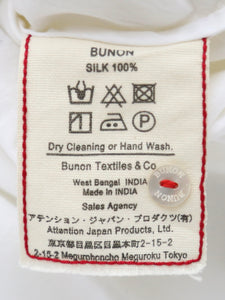 BUNON
SILK 100%
Dry Cleaning or Hand Wash.
Bunon Textiles & Co.
West Bangal INDIA
Made in INDIA
Sales Agency
アテンション・ジャパン・プロダクツ(有)
Attention Japan Products, Ltd.
東京都目黒区目黒本町2-15-2
2-15-2 Megurohoncho Meguroku Tokyo
BUNON
BUNON